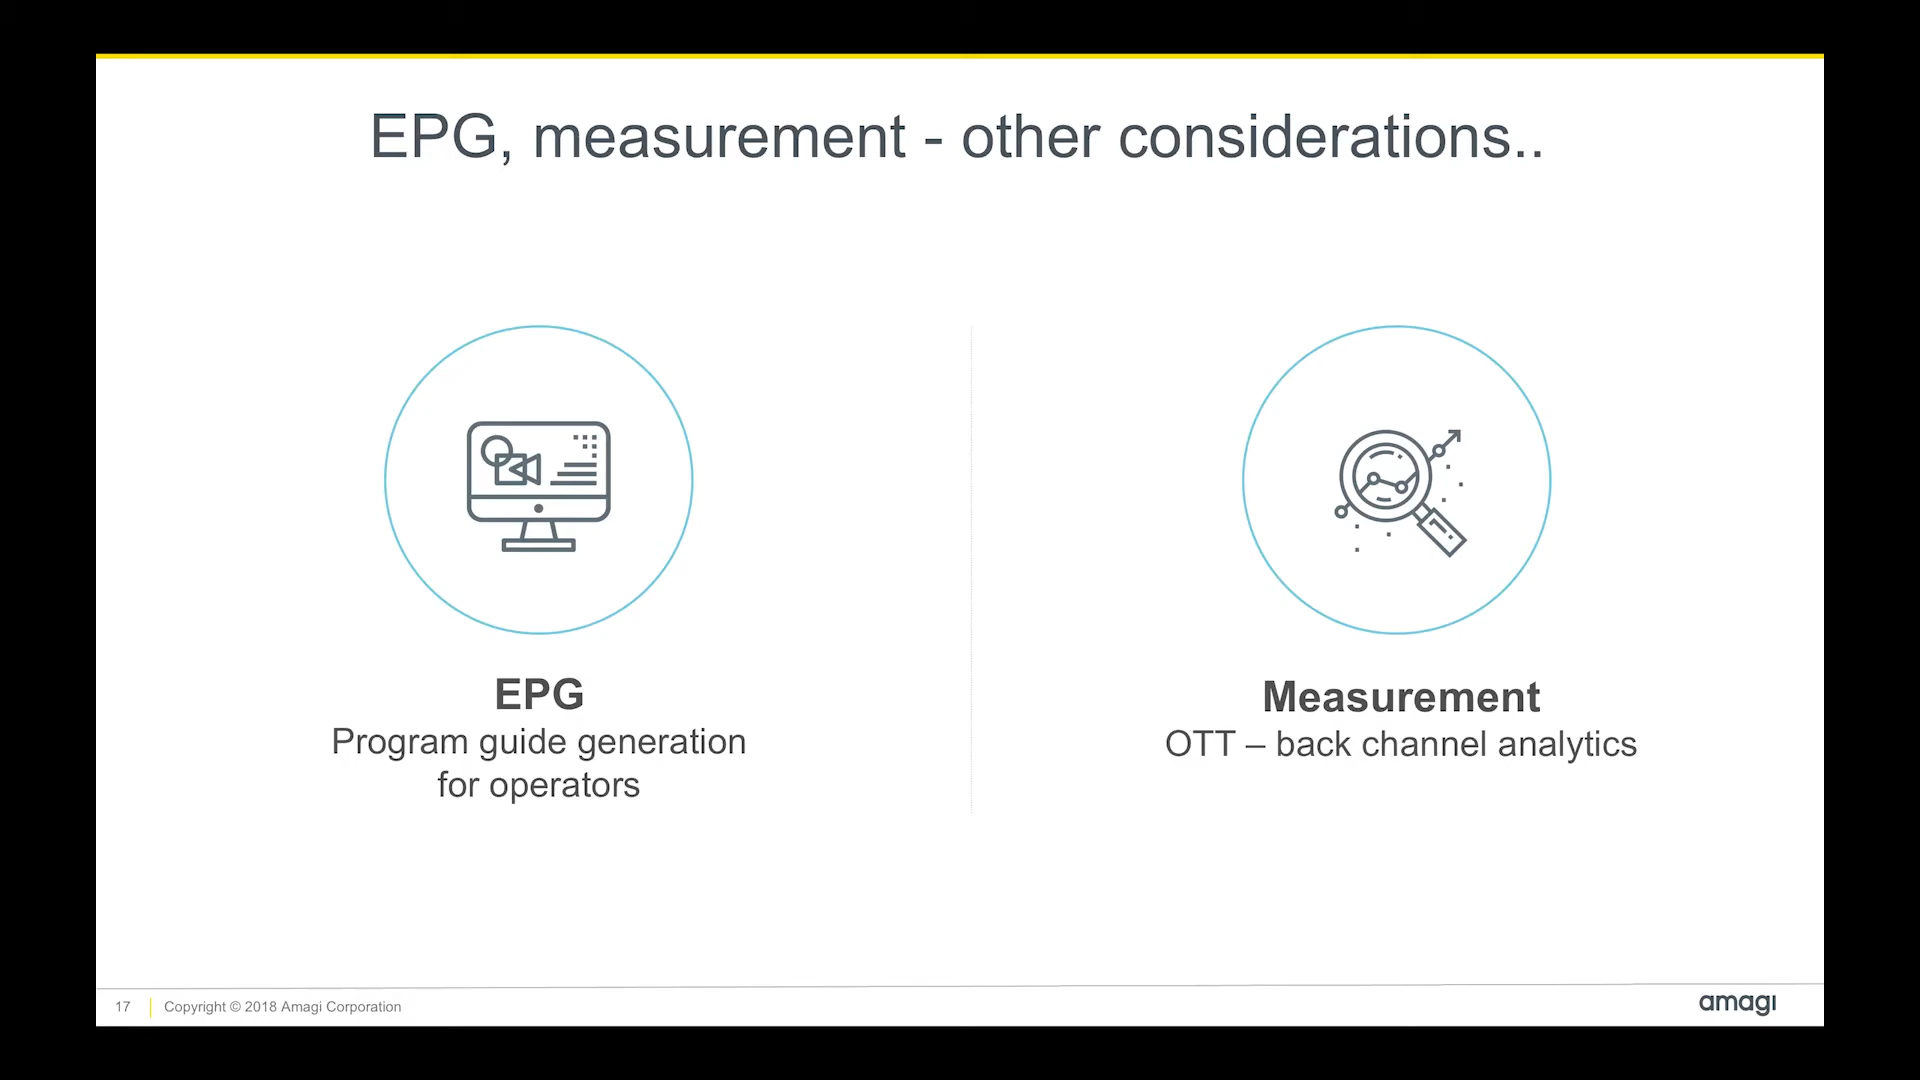 EPG, measurement - other considerations..
EPG
Program guide generation
for operators
Measurement
OTT – back channel analytics
17
Copyright © 2018 Amagi Corporation
amagi